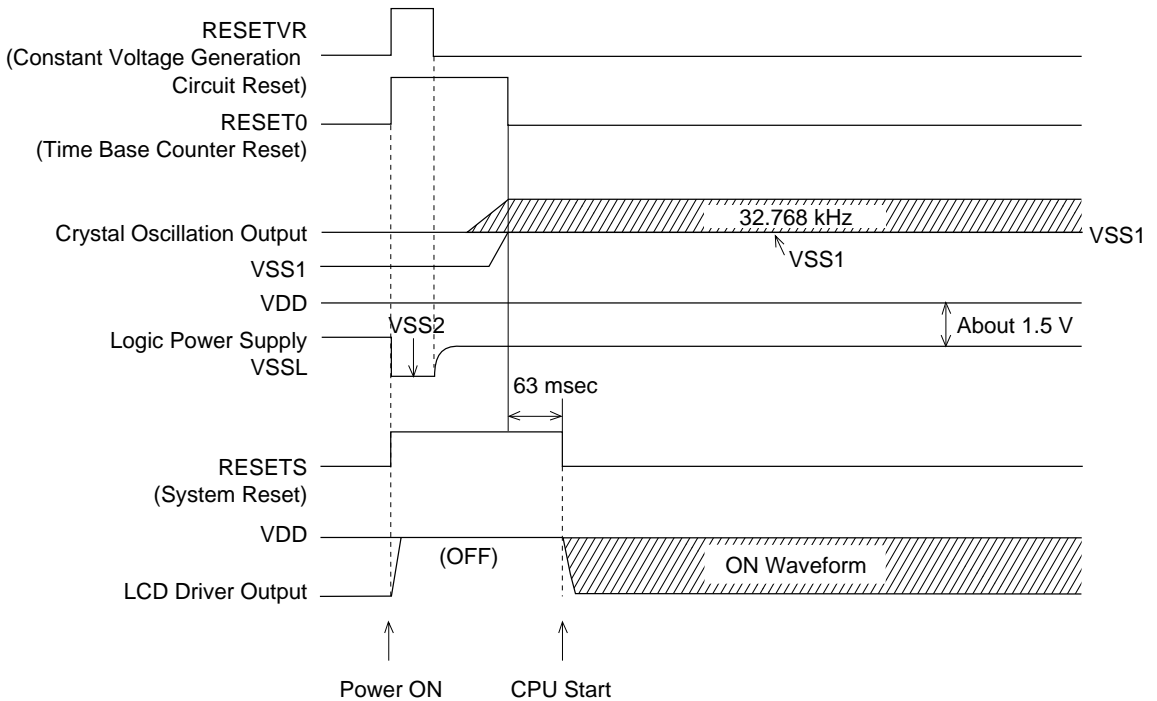 RESETVR
(Constant Voltage Generation
Circuit Reset)
RESET0
(Time Base Counter Reset)
32.768 kHz
Crystal Oscillation Output
VSS1
VSS1
VSS1
VDD
VSS2
About 1.5 V
Logic Power Supply
VSSL
63 msec
RESETS
(System Reset)
VDD
(OFF)
ON Waveform
LCD Driver Output
Power ON
CPU Start